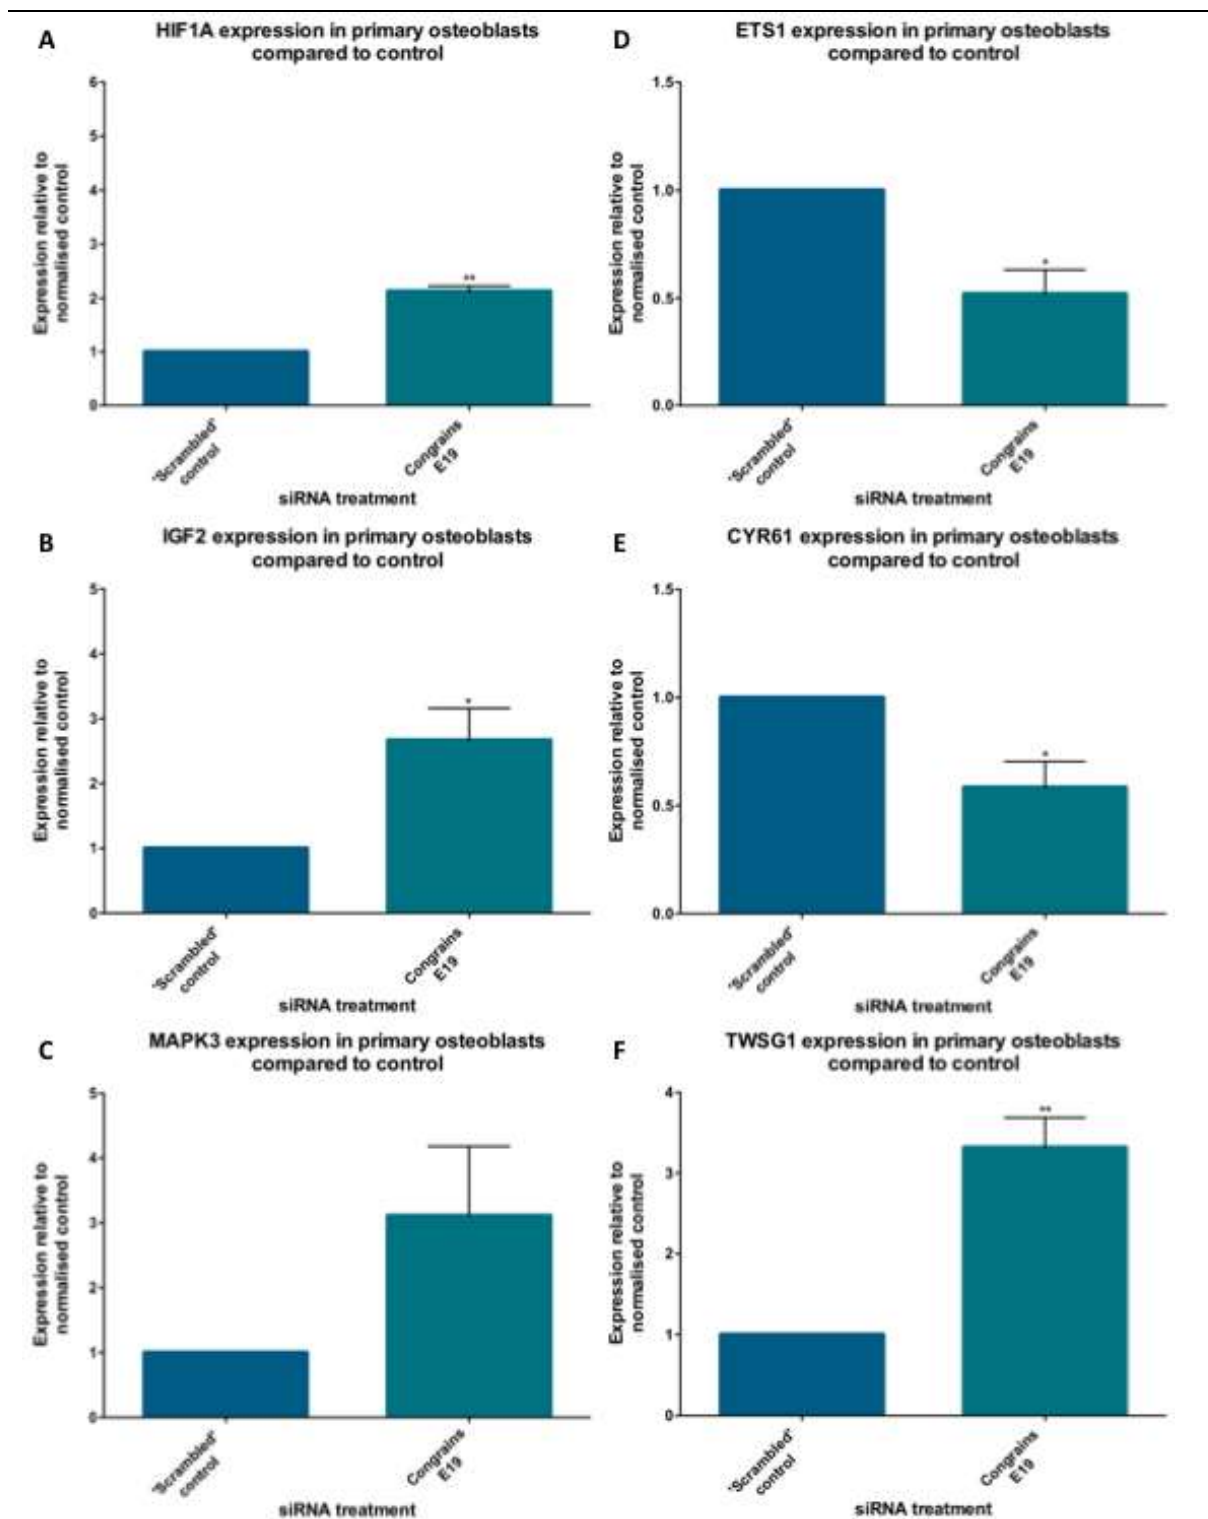 A
HIF1A expression in primary osteoblasts
compared to control
Expression relative to
normalised control
6
5
4
3
2
1
0
**
'Scrambled'
control
Congrains
E19
siRNA treatment
D
ETS1 expression in primary osteoblasts
compared to control
Expression relative to
normalised control
1.5
1.0
0.5
0.0
*
'Scrambled'
control
Congrains
E19
siRNA treatment
B
IGF2 expression in primary osteoblasts
compared to control
Expression relative to
normalised control
5
4
3
2
1
0
*
'Scrambled'
control
Congrains
E19
siRNA treatment
E
CYR61 expression in primary osteoblasts
compared to control
Expression relative to
normalised control
1.5
1.0
0.5
0.0
*
'Scrambled'
control
Congrains
E19
siRNA treatment
C
MAPK3 expression in primary osteoblasts
compared to control
Expression relative to
normalised control
5
4
3
2
1
0
'Scrambled'
control
Congrains
E19
siRNA treatment
F
TWSG1 expression in primary osteoblasts
compared to control
Expression relative to
normalised control
4
3
2
1
0
**
'Scrambled'
control
Congrains
E19
siRNA treatment